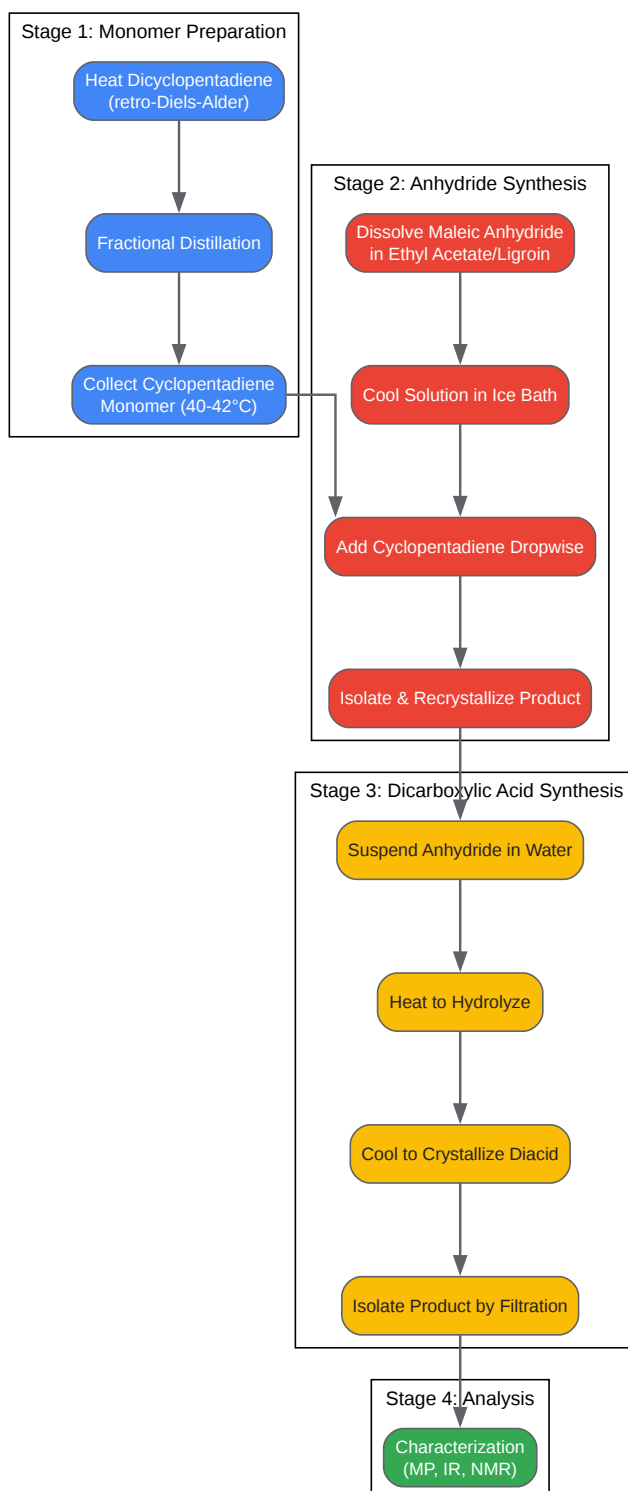 Stage 1: Monomer Preparation
Heat Dicyclopentadiene
(retro-Diels-Alder)
Fractional Distillation
Collect Cyclopentadiene
Monomer (40-42°C)
Stage 2: Anhydride Synthesis
Dissolve Maleic Anhydride
in Ethyl Acetate/Ligroin
Cool Solution in Ice Bath
Add Cyclopentadiene Dropwise
Isolate & Recrystallize Product
Stage 3: Dicarboxylic Acid Synthesis
Suspend Anhydride in Water
Heat to Hydrolyze
Cool to Crystallize Diacid
Isolate Product by Filtration
Stage 4: Analysis
Characterization
(MP, IR, NMR)